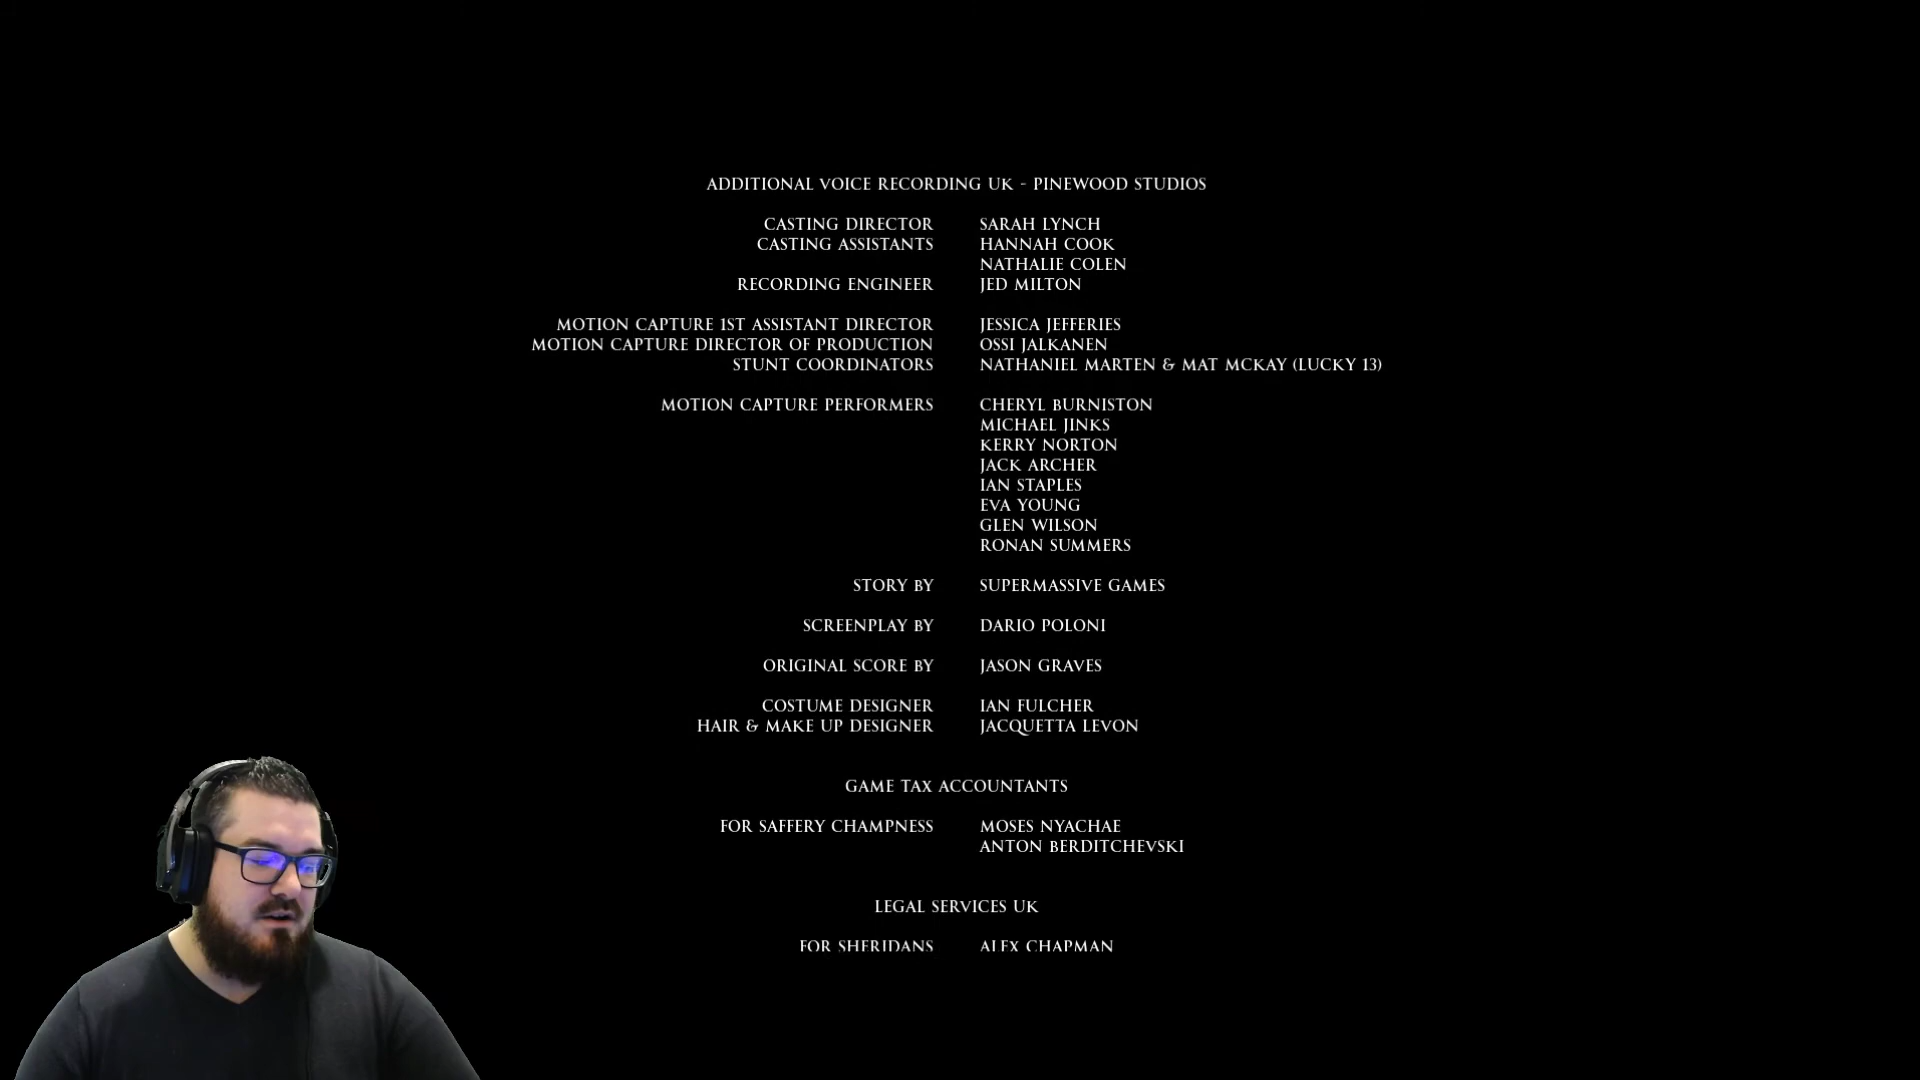 ADDITIONAL VOICE RECORDING UK - PINEWOOD STUDIOS
CASTING DIRECTOR SARAH LYNCH
CASTING ASSISTANTS HANNAH COOK
NATHALIE COLEN
RECORDING ENGINEER JED MILTON
MOTION CAPTURE 1ST ASSISTANT DIRECTOR JESSICA JEFFERIES
MOTION CAPTURE DIRECTOR OF PRODUCTION OSSI JALKANEN
STUNT COORDINATORS NATHANIEL MARTEN & MAT MCKAY (LUCKY 13)
MOTION CAPTURE PERFORMERS CHERYL BURNISTON
MICHAEL JINKS
KERRY NORTON
JACK ARCHER
IAN STAPLES
EVA YOUNG
GLEN WILSON
RONAN SUMMERS
STORY BY SUPERMASSIVE GAMES
SCREENPLAY BY DARIO POLONI
ORIGINAL SCORE BY JASON GRAVES
COSTUME DESIGNER IAN FULCHER
HAIR & MAKE UP DESIGNER JACQUETTA LEVON
GAME TAX ACCOUNTANTS
FOR SAFFERY CHAMPNESS MOSES NYACHAE
ANTON BERDITCHEVSKI
LEGAL SERVICES UK
FOR SHERIDANS ALEX CHAPMAN